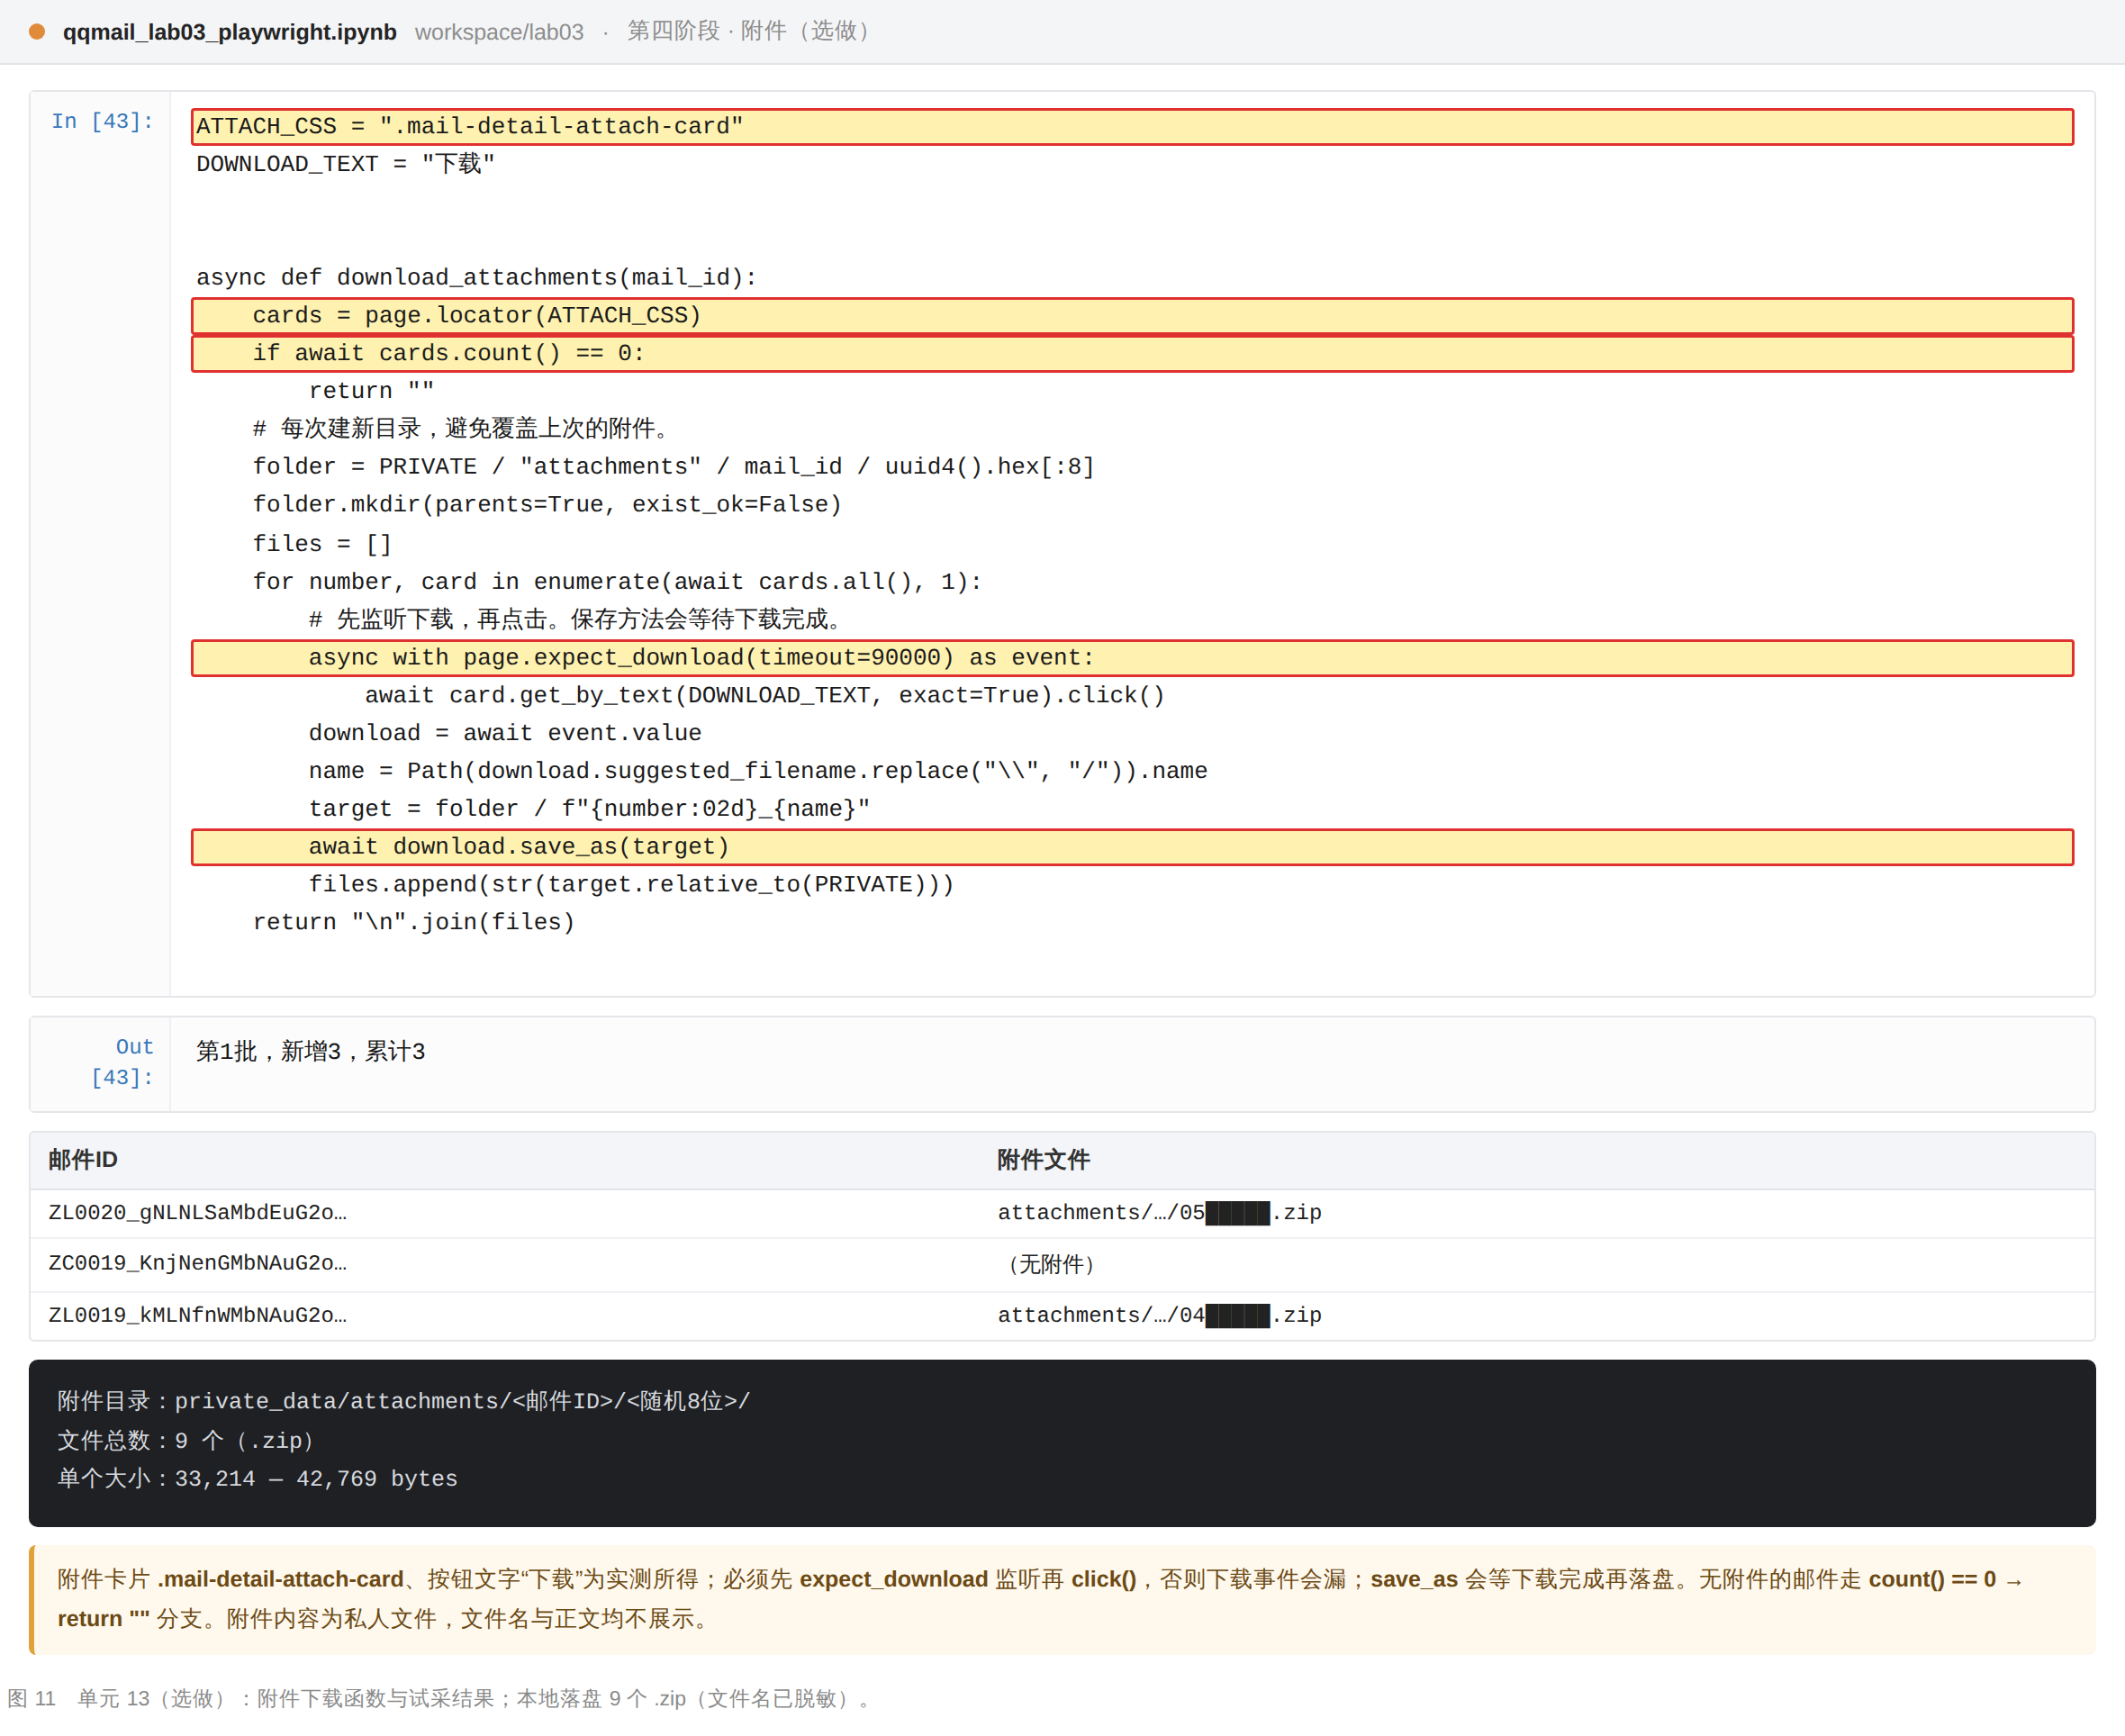 qqmail_lab03_playwright.ipynb workspace/lab03 · 第四阶段 · 附件（选做）
In [43]:
ATTACH_CSS = ".mail-detail-attach-card"
DOWNLOAD_TEXT = "下载"
async def download_attachments(mail_id):
    cards = page.locator(ATTACH_CSS)
    if await cards.count() == 0:
        return ""
    # 每次建新目录，避免覆盖上次的附件。
    folder = PRIVATE / "attachments" / mail_id / uuid4().hex[:8]
    folder.mkdir(parents=True, exist_ok=False)
    files = []
    for number, card in enumerate(await cards.all(), 1):
        # 先监听下载，再点击。保存方法会等待下载完成。
        async with page.expect_download(timeout=90000) as event:
            await card.get_by_text(DOWNLOAD_TEXT, exact=True).click()
        download = await event.value
        name = Path(download.suggested_filename.replace("\\", "/")).name
        target = folder / f"{number:02d}_{name}"
        await download.save_as(target)
        files.append(str(target.relative_to(PRIVATE)))
    return "\n".join(files)
Out
[43]:
第1批，新增3，累计3
邮件ID 附件文件
ZL0020_gNLNLSaMbdEuG2o… attachments/…/05█████.zip
ZC0019_KnjNenGMbNAuG2o… （无附件）
ZL0019_kMLNfnWMbNAuG2o… attachments/…/04█████.zip
附件目录：private_data/attachments/<邮件ID>/<随机8位>/
文件总数：9 个（.zip）
单个大小：33,214 — 42,769 bytes
附件卡片 .mail-detail-attach-card、按钮文字“下载”为实测所得；必须先 expect_download 监听再 click()，否则下载事件会漏；save_as 会等下载完成再落盘。无附件的邮件走 count() == 0 →
return "" 分支。附件内容为私人文件，文件名与正文均不展示。
图 11 单元 13（选做）：附件下载函数与试采结果；本地落盘 9 个 .zip（文件名已脱敏）。